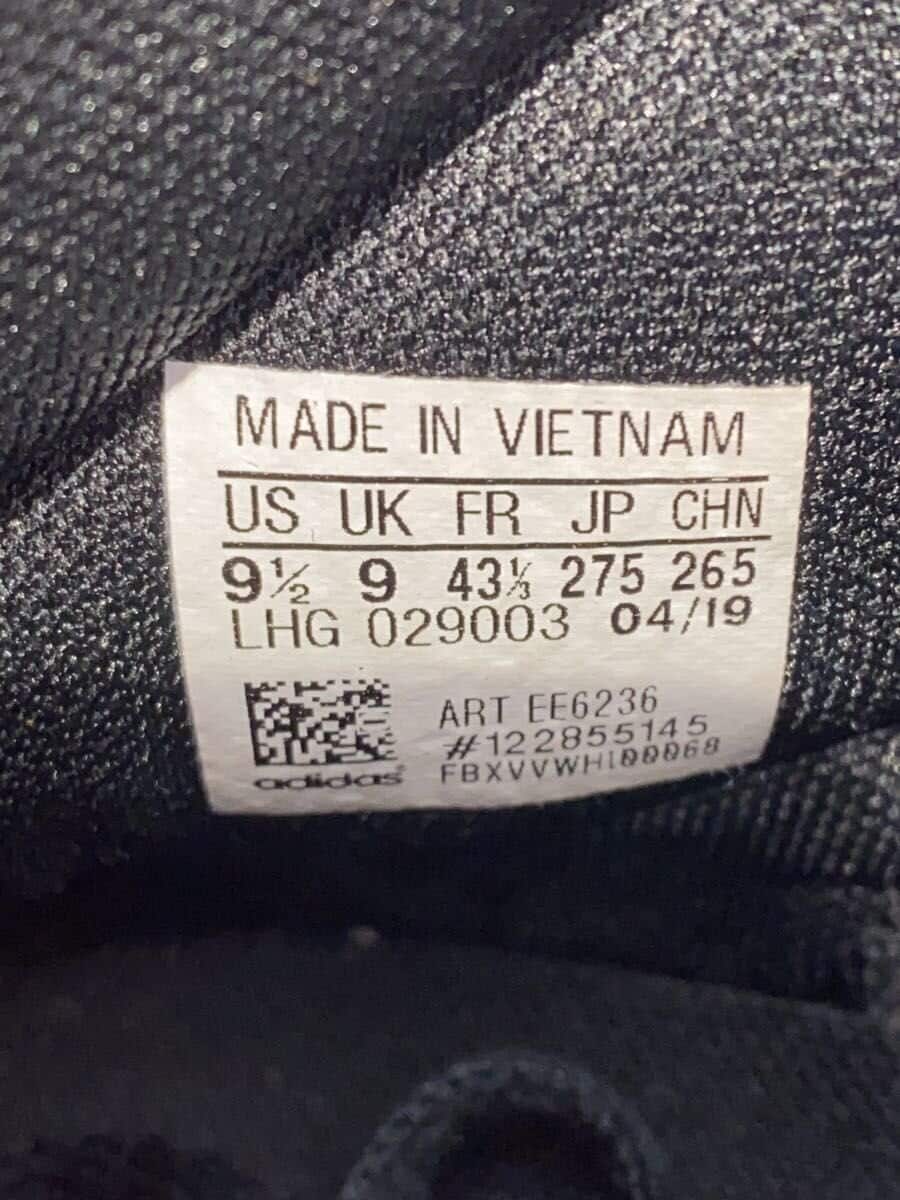 MADE IN VIETNAM
US UK FR JP CHN
9½ 9 43⅓ 275 265
LHG 029003 04/19
ART EE6236
#122855145
FBXVVWH100068
adidas